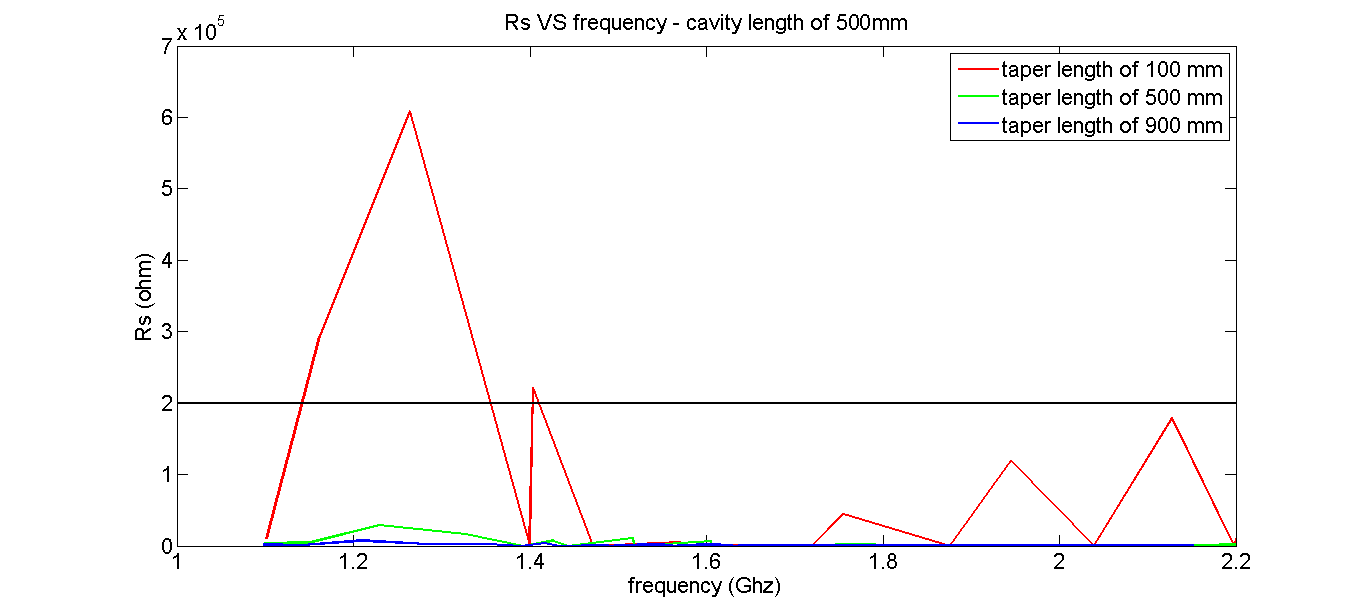 Rs VS frequency - cavity length of 500mm
x 10^5
7
6
5
4
3
2
1
0
Rs (ohm)
taper length of 100 mm
taper length of 500 mm
taper length of 900 mm
1 1.2 1.4 1.6 1.8 2 2.2
frequency (Ghz)